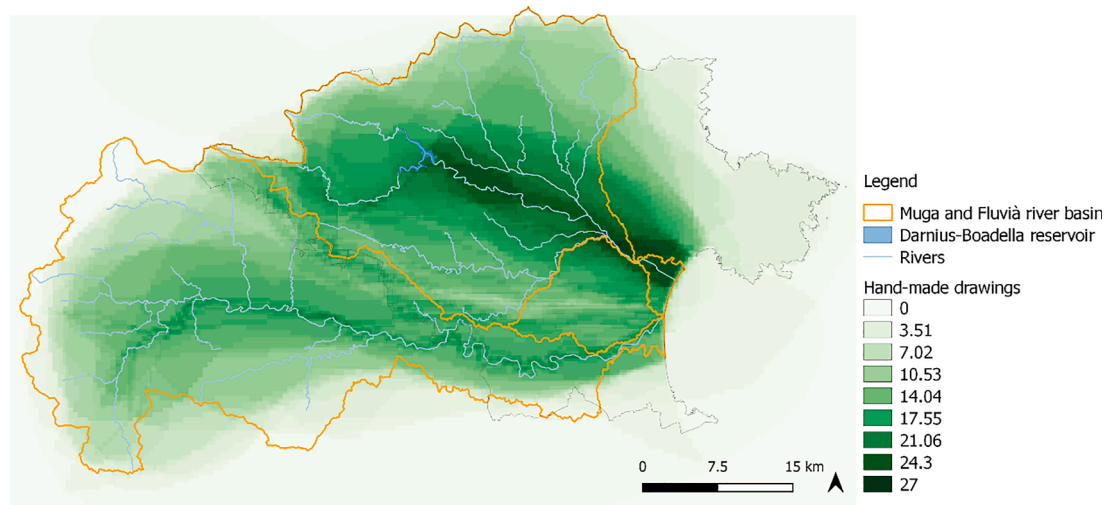 Legend
Muga and Fluvià river basin
Darnius-Boadella reservoir
Rivers
Hand-made drawings
0
3.51
7.02
10.53
14.04
17.55
21.06
24.3
27
0 7.5 15 km